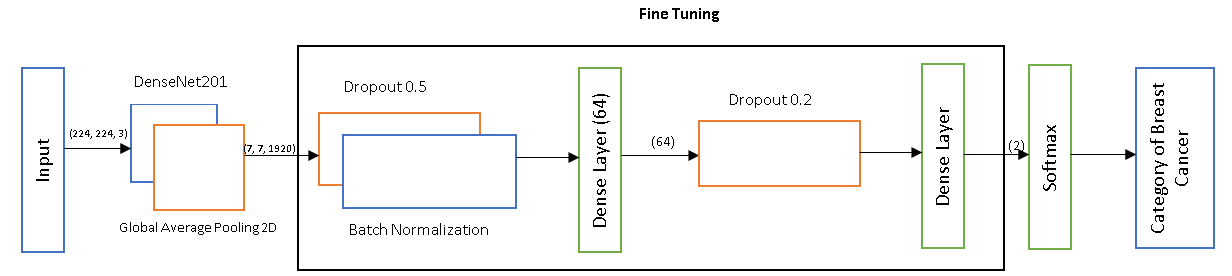 Fine Tuning
Input
(224, 224, 3)
DenseNet201
Global Average Pooling 2D
(7, 7, 1920)
Dropout 0.5
Batch Normalization
Dense Layer (64)
(64)
Dropout 0.2
Dense Layer
(2)
Softmax
Category of Breast
Cancer